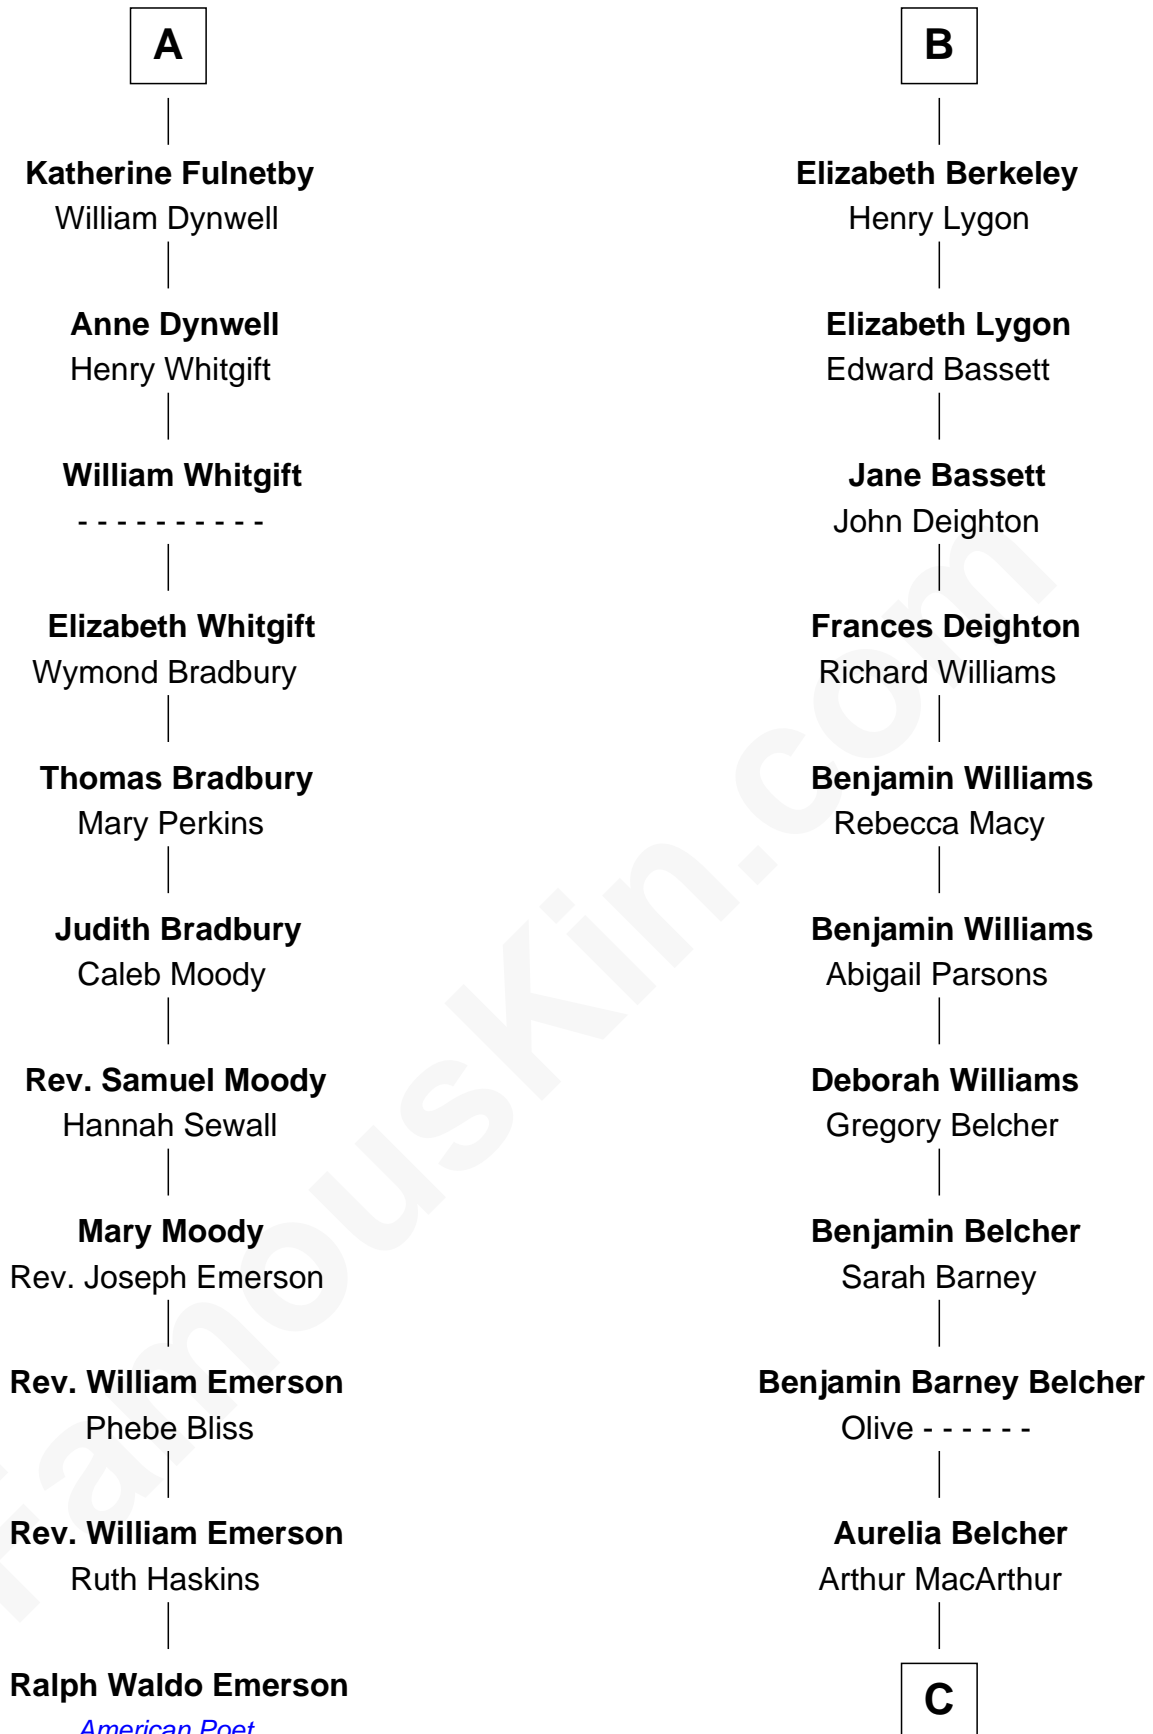 A
Katherine Fulnetby
William Dynwell
Anne Dynwell
Henry Whitgift
William Whitgift
- - - - - - - - - -
Elizabeth Whitgift
Wymond Bradbury
Thomas Bradbury
Mary Perkins
Judith Bradbury
Caleb Moody
Rev. Samuel Moody
Hannah Sewall
Mary Moody
Rev. Joseph Emerson
Rev. William Emerson
Phebe Bliss
Rev. William Emerson
Ruth Haskins
Ralph Waldo Emerson
American Poet
B
Elizabeth Berkeley
Henry Lygon
Elizabeth Lygon
Edward Bassett
Jane Bassett
John Deighton
Frances Deighton
Richard Williams
Benjamin Williams
Rebecca Macy
Benjamin Williams
Abigail Parsons
Deborah Williams
Gregory Belcher
Benjamin Belcher
Sarah Barney
Benjamin Barney Belcher
Olive - - - - - -
Aurelia Belcher
Arthur MacArthur
C
FamousKin.com